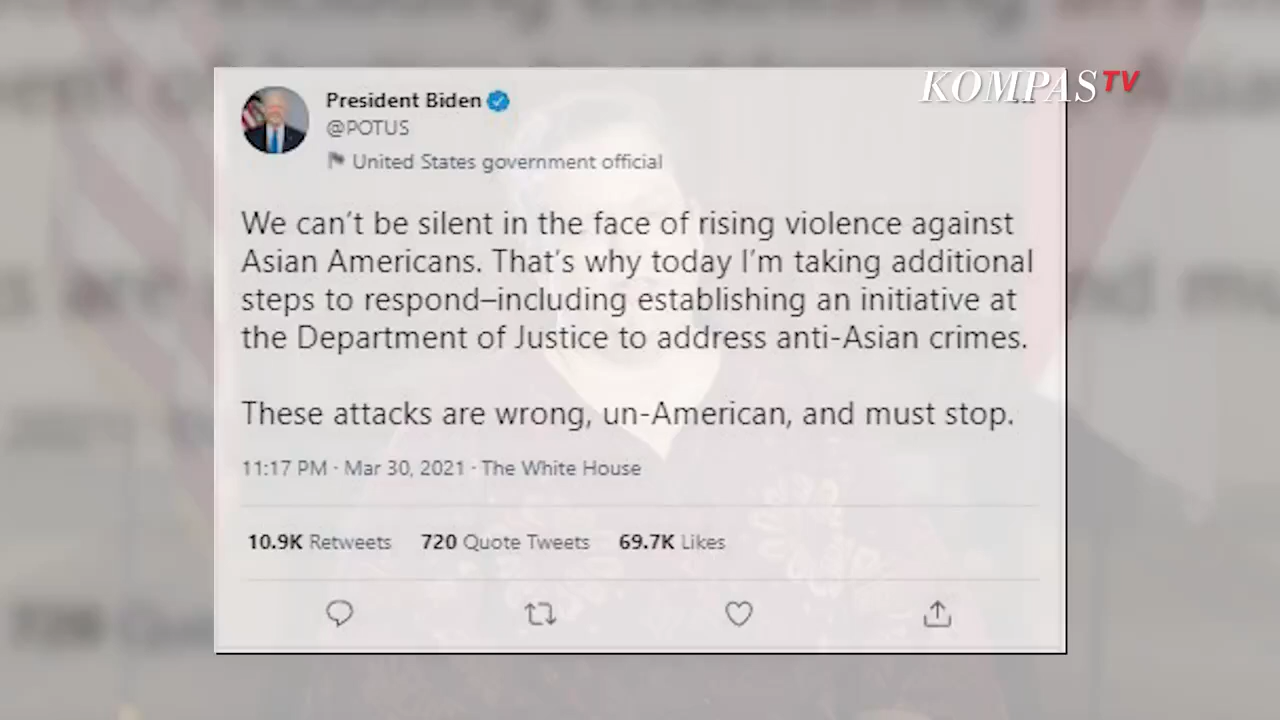 KOMPAS TV
President Biden
@POTUS
United States government official
We can't be silent in the face of rising violence against
Asian Americans. That's why today I'm taking additional
steps to respond–including establishing an initiative at
the Department of Justice to address anti-Asian crimes.
These attacks are wrong, un-American, and must stop.
11:17 PM · Mar 30, 2021 · The White House
10.9K Retweets 720 Quote Tweets 69.7K Likes